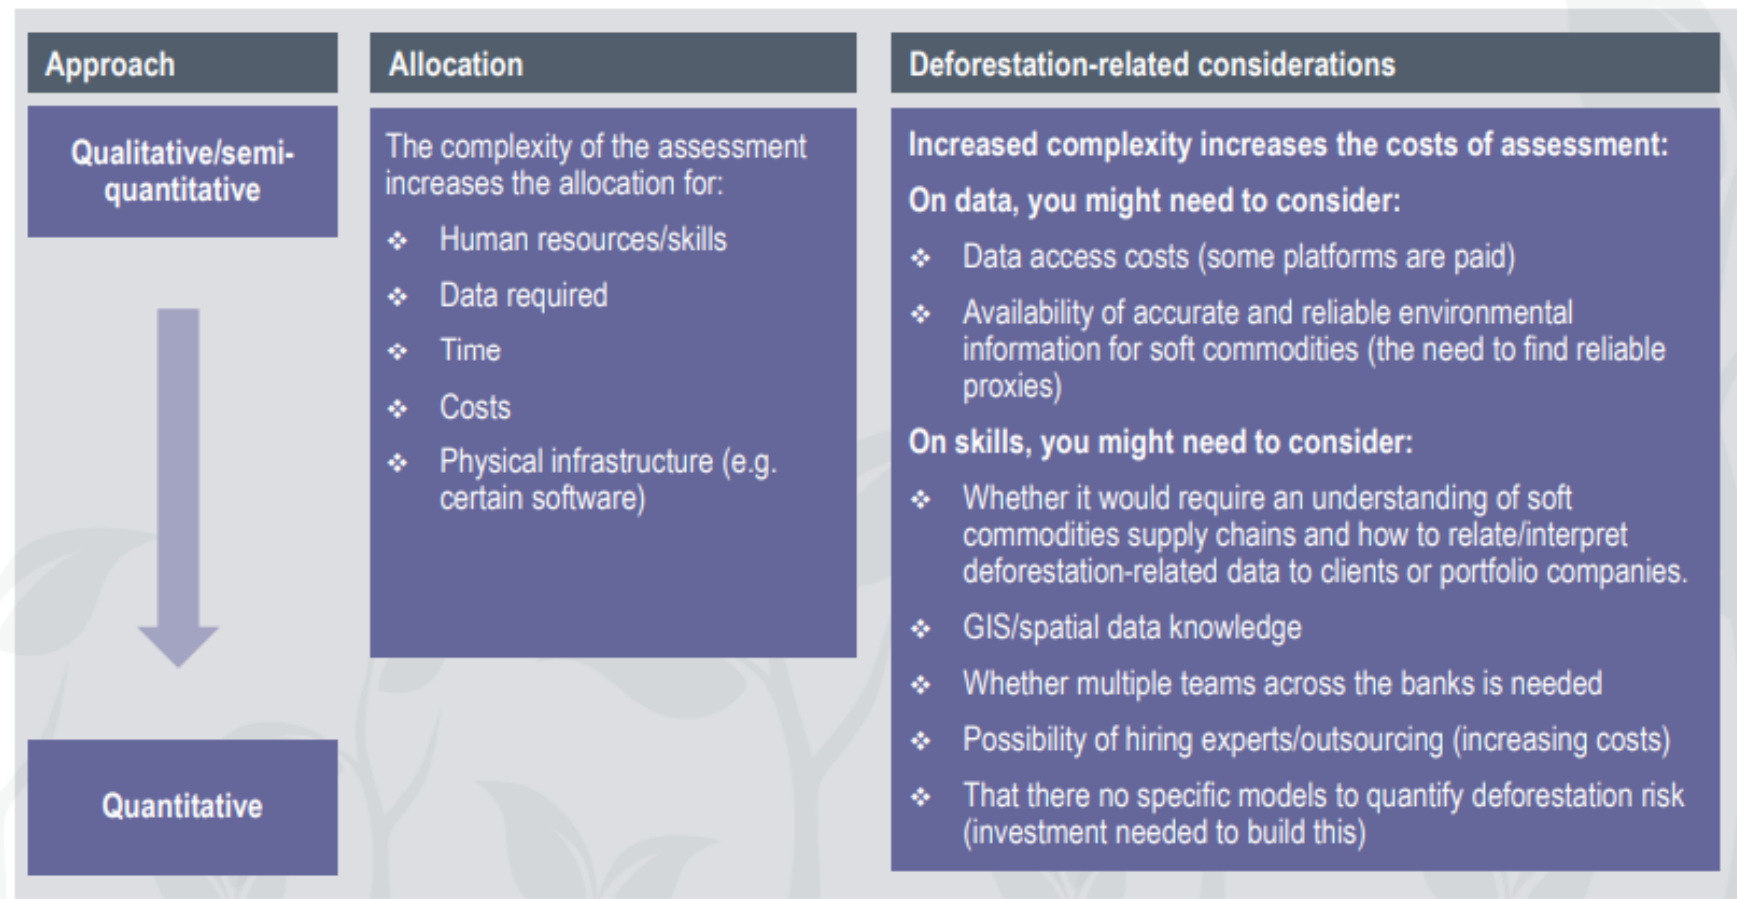 Approach
Qualitative/semi-
quantitative
Quantitative
Allocation
The complexity of the assessment
increases the allocation for:
❖ Human resources/skills
❖ Data required
❖ Time
❖ Costs
❖ Physical infrastructure (e.g.
certain software)
Deforestation-related considerations
Increased complexity increases the costs of assessment:
On data, you might need to consider:
❖ Data access costs (some platforms are paid)
❖ Availability of accurate and reliable environmental
information for soft commodities (the need to find reliable
proxies)
On skills, you might need to consider:
❖ Whether it would require an understanding of soft
commodities supply chains and how to relate/interpret
deforestation-related data to clients or portfolio companies.
❖ GIS/spatial data knowledge
❖ Whether multiple teams across the banks is needed
❖ Possibility of hiring experts/outsourcing (increasing costs)
❖ That there no specific models to quantify deforestation risk
(investment needed to build this)